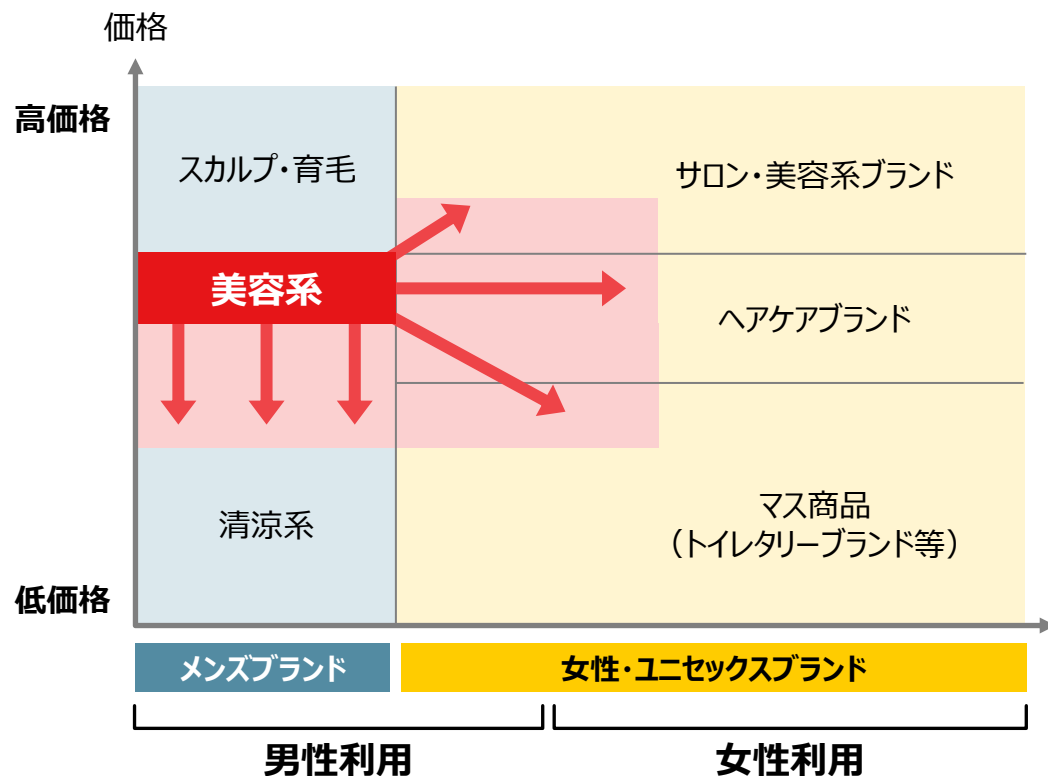 価格
高価格
スカルプ・育毛
サロン・美容系ブランド
美容系
ヘアケアブランド
清涼系
マス商品
（トイレタリーブランド等）
低価格
メンズブランド
女性・ユニセックスブランド
男性利用
女性利用